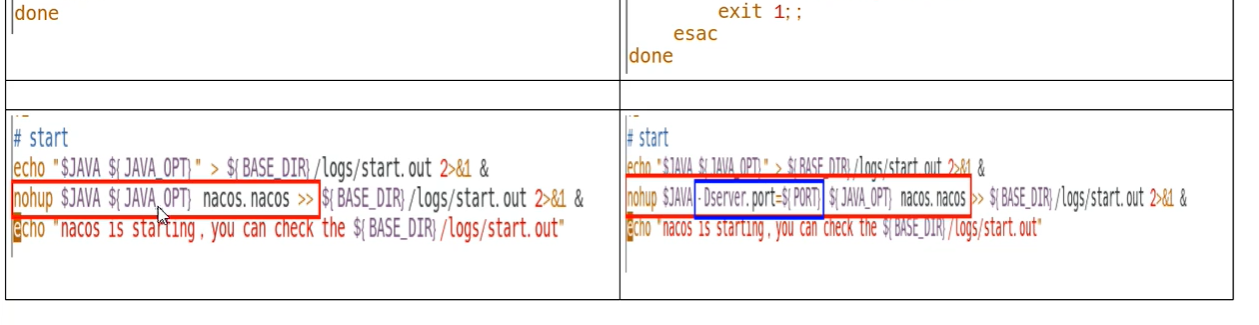 done
exit 1;;
esac
done
# start
echo "$JAVA ${JAVA_OPT}" > ${BASE_DIR}/logs/start.out 2>&1 &
nohup $JAVA ${JAVA_OPT} nacos.nacos >> ${BASE_DIR}/logs/start.out 2>&1 &
echo "nacos is starting, you can check the ${BASE_DIR}/logs/start.out"
# start
echo "$JAVA ${JAVA_OPT}" > ${BASE_DIR}/logs/start.out 2>&1 &
nohup $JAVA -Dserver.port=${PORT} ${JAVA_OPT} nacos.nacos >> ${BASE_DIR}/logs/start.out 2>&1 &
echo "nacos is starting, you can check the ${BASE_DIR}/logs/start.out"